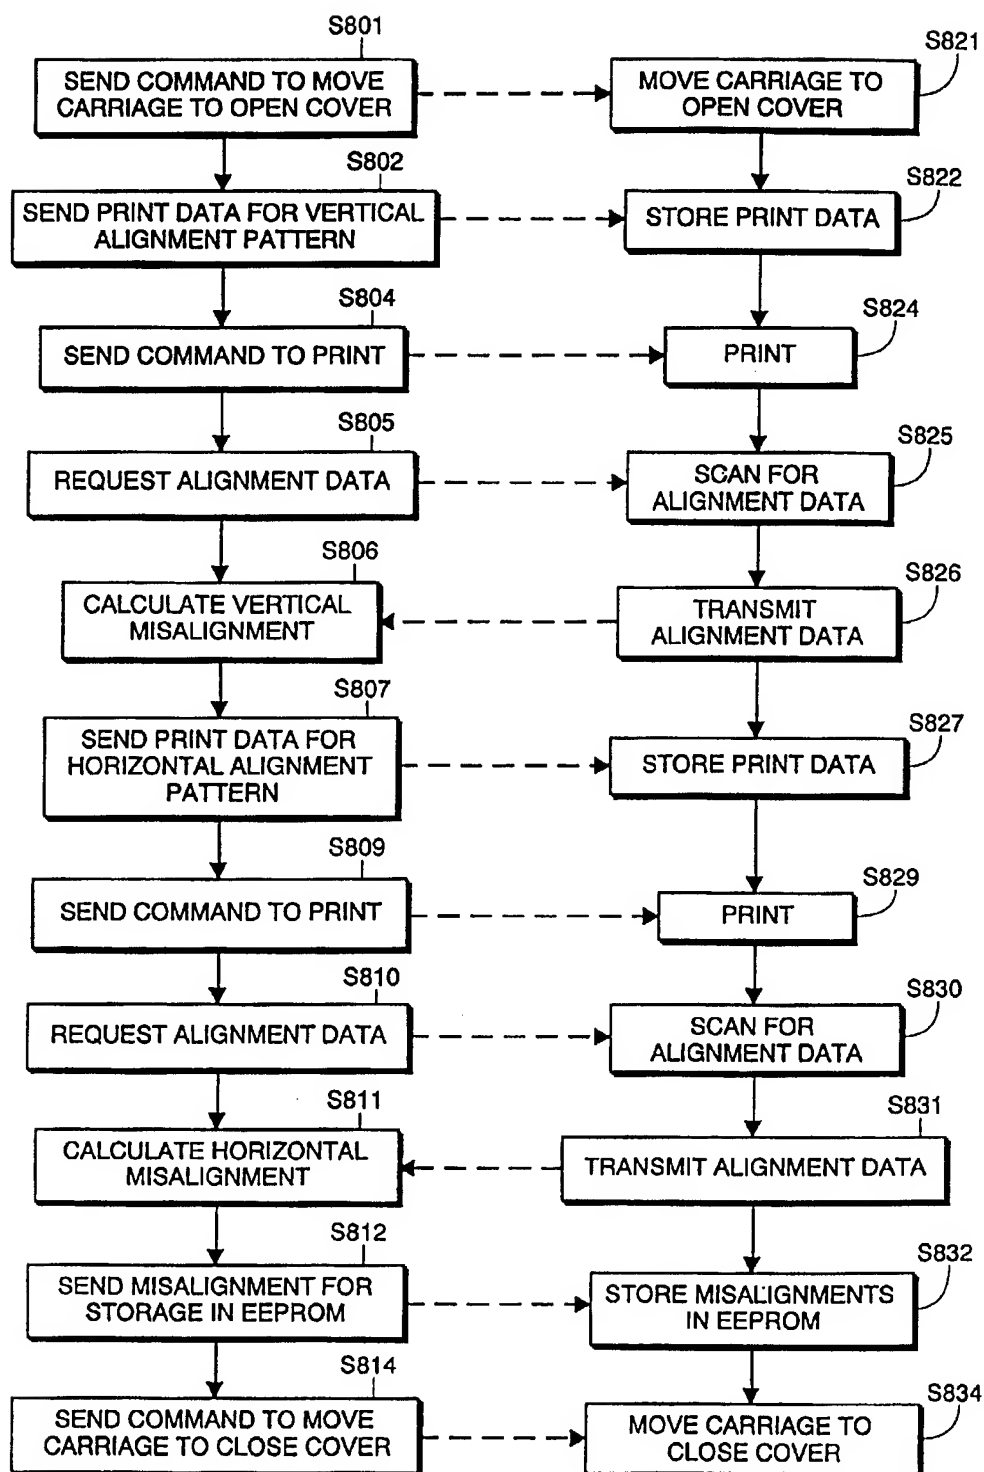 S801
SEND COMMAND TO MOVE
CARRIAGE TO OPEN COVER
S821
MOVE CARRIAGE TO
OPEN COVER
S802
SEND PRINT DATA FOR VERTICAL
ALIGNMENT PATTERN
S822
STORE PRINT DATA
S804
SEND COMMAND TO PRINT
S824
PRINT
S805
REQUEST ALIGNMENT DATA
S825
SCAN FOR
ALIGNMENT DATA
S806
CALCULATE VERTICAL
MISALIGNMENT
S826
TRANSMIT
ALIGNMENT DATA
S807
SEND PRINT DATA FOR
HORIZONTAL ALIGNMENT
PATTERN
S827
STORE PRINT DATA
S809
SEND COMMAND TO PRINT
S829
PRINT
S810
REQUEST ALIGNMENT DATA
S830
SCAN FOR
ALIGNMENT DATA
S811
CALCULATE HORIZONTAL
MISALIGNMENT
S831
TRANSMIT ALIGNMENT DATA
S812
SEND MISALIGNMENT FOR
STORAGE IN EEPROM
S832
STORE MISALIGNMENTS
IN EEPROM
S814
SEND COMMAND TO MOVE
CARRIAGE TO CLOSE COVER
S834
MOVE CARRIAGE TO
CLOSE COVER